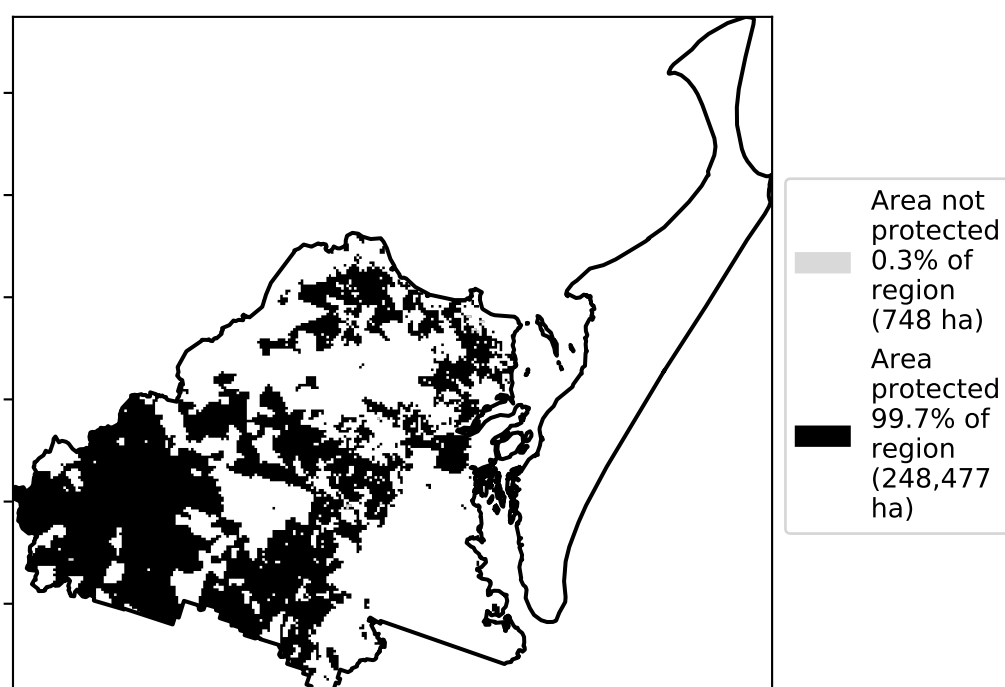 Area not
protected
0.3% of
region
(748 ha)
Area
protected
99.7% of
region
(248,477
ha)